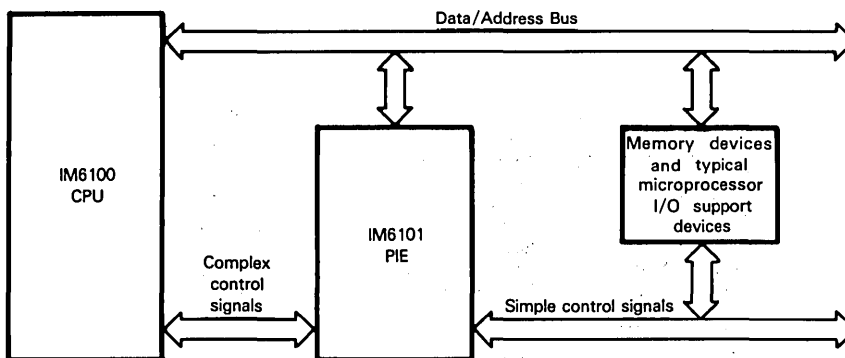 Data/Address Bus
IM6100
CPU
IM6101
PIE
Memory devices
and typical
microprocessor
I/O support
devices
Complex
control
signals
Simple control signals